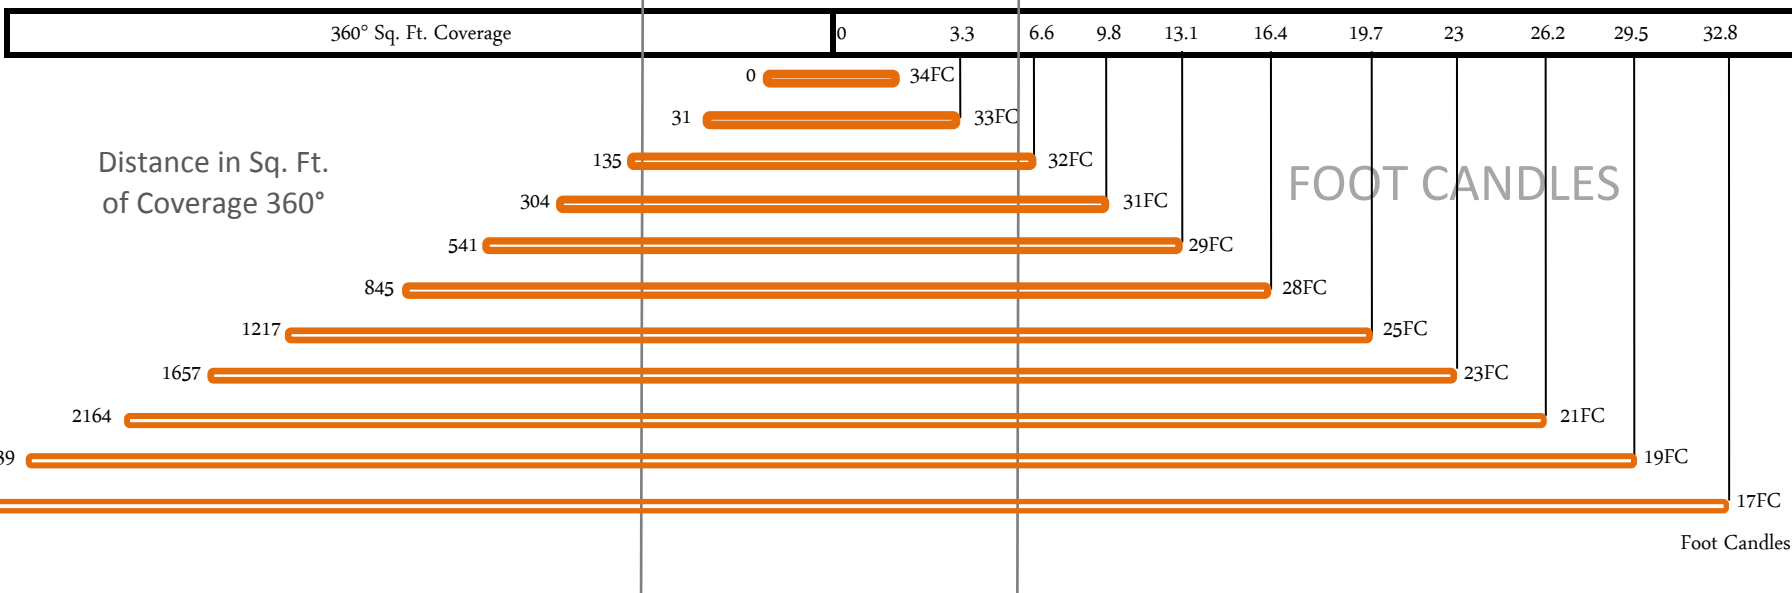 360° Sq. Ft. Coverage 0 3.3 6.6 9.8 13.1 16.4 19.7 23 26.2 29.5 32.8
0 34FC
31 33FC
135 32FC
Distance in Sq. Ft.
of Coverage 360°
FOOT CANDLES
304 31FC
541 29FC
845 28FC
1217 25FC
1657 23FC
2164 21FC
39 19FC
17FC
Foot Candles